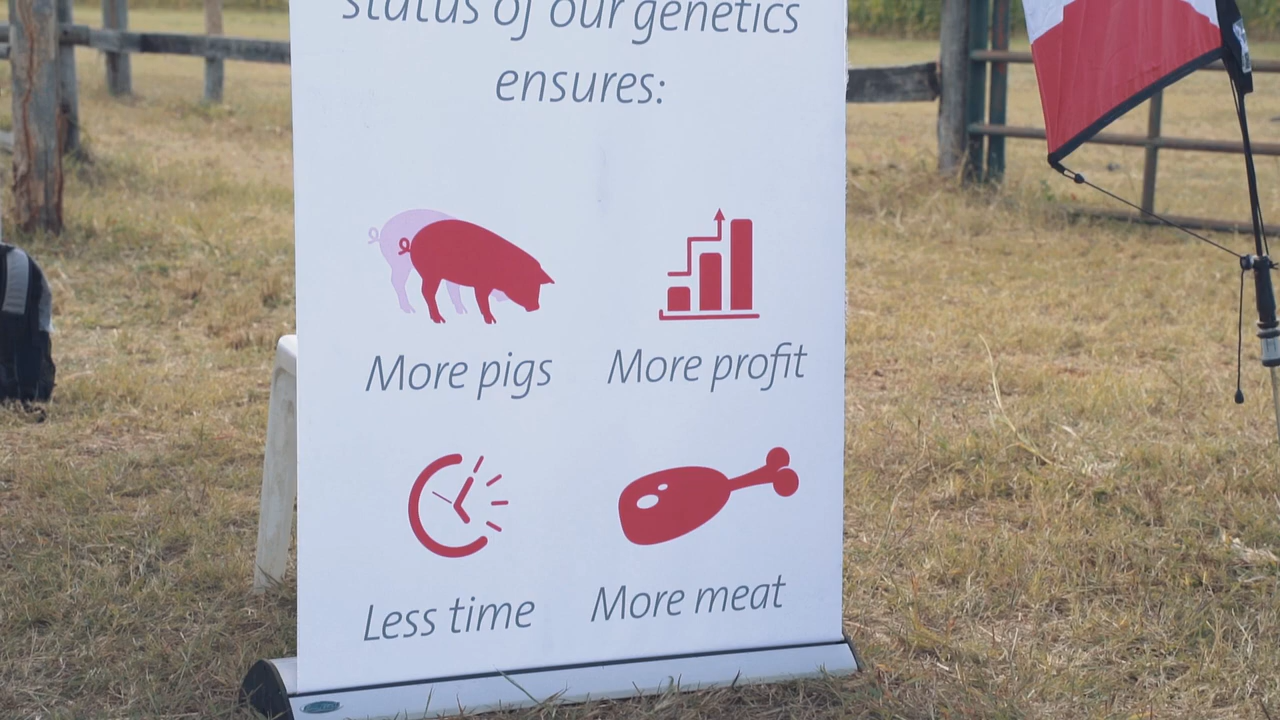 status of our genetics
ensures:
More pigs
More profit
Less time
More meat